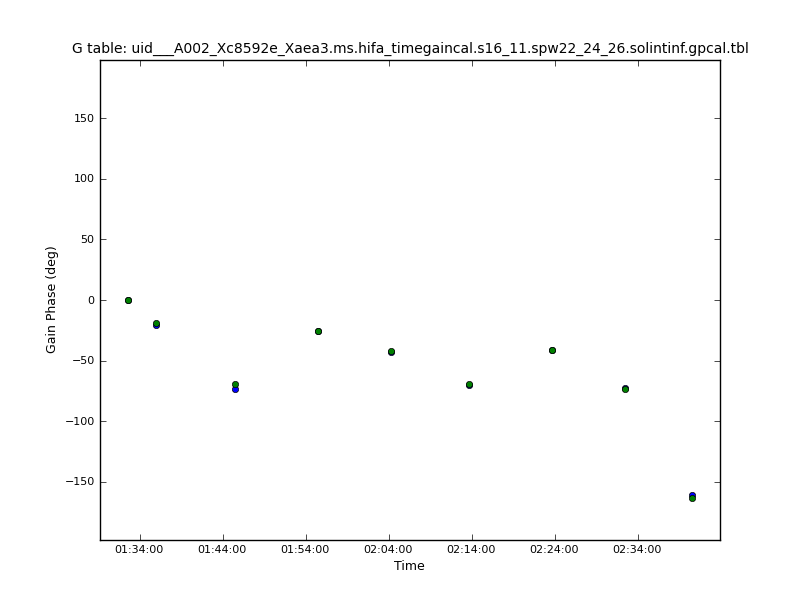 G table: uid___A002_Xc8592e_Xaea3.ms.hifa_timegaincal.s16_11.spw22_24_26.solintinf.gpcal.tbl
150
100
50
0
−50
−100
−150
Gain Phase (deg)
01:34:00 01:44:00 01:54:00 02:04:00 02:14:00 02:24:00 02:34:00
Time